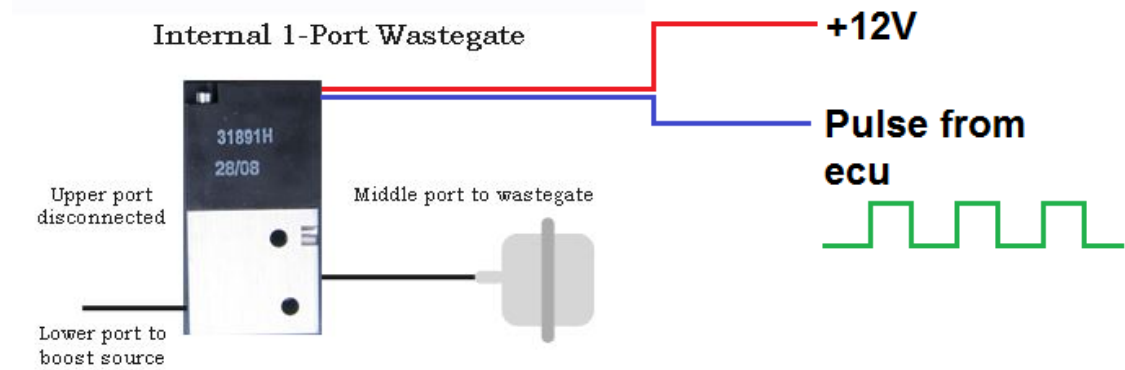 Internal 1-Port Wastegate
+12V
Pulse from
ecu
31891H
28/08
Upper port
disconnected
Middle port to wastegate
Lower port to
boost source